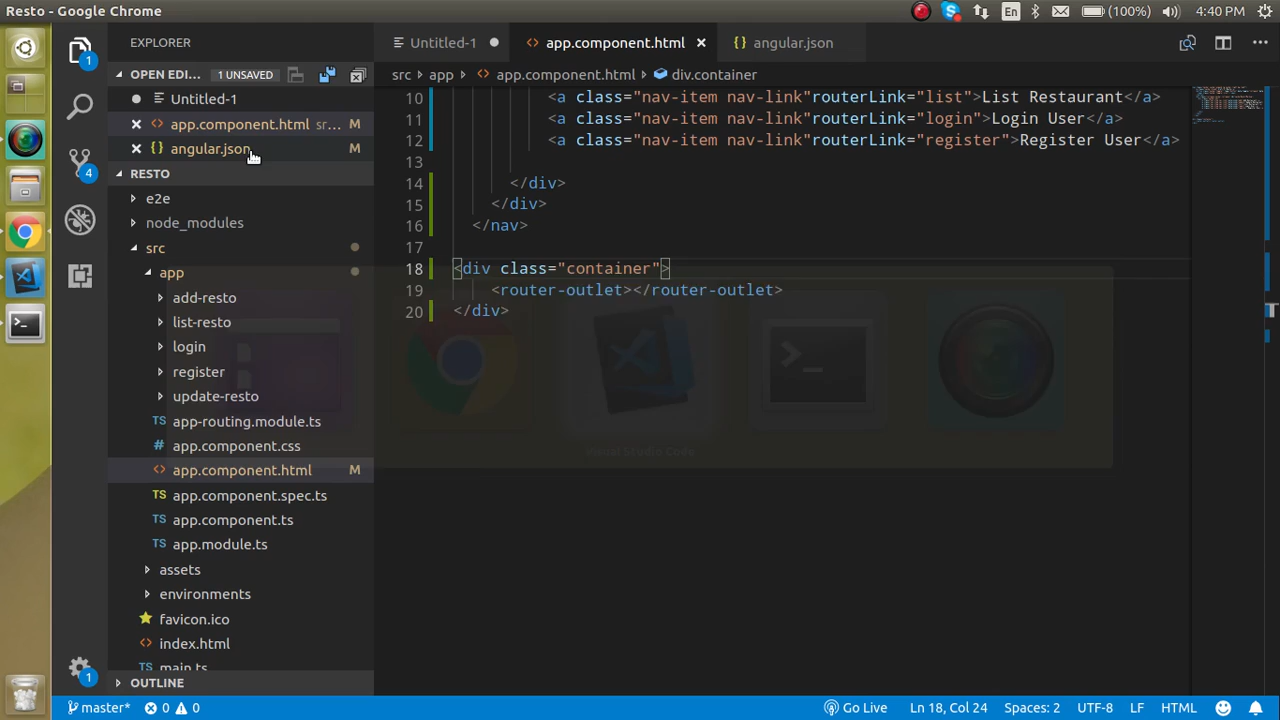 Resto - Google Chrome
En
(100%)
4:40 PM
EXPLORER
Untitled-1
app.component.html
{ } angular.json
1
OPEN EDI... 1 UNSAVED
src › app › <> app.component.html › div.container
Untitled-1
<> app.component.html sr... M
{} angular.json M
4
RESTO
e2e
node_modules
src
app
add-resto
list-resto
login
register
update-resto
TS app-routing.module.ts
# app.component.css
<> app.component.html M
TS app.component.spec.ts
TS app.component.ts
TS app.module.ts
assets
environments
favicon.ico
<> index.html
main.ts
OUTLINE
1
10 <a class="nav-item nav-link"routerLink="list">List Restaurant</a>
11 <a class="nav-item nav-link"routerLink="login">Login User</a>
12 <a class="nav-item nav-link"routerLink="register">Register User</a>
13
14 </div>
15 </div>
16 </nav>
17
18 <div class="container">
19 <router-outlet></router-outlet>
20 </div>
Visual Studio Code
master* 0 0
Go Live
Ln 18, Col 24
Spaces: 2
UTF-8
LF
HTML